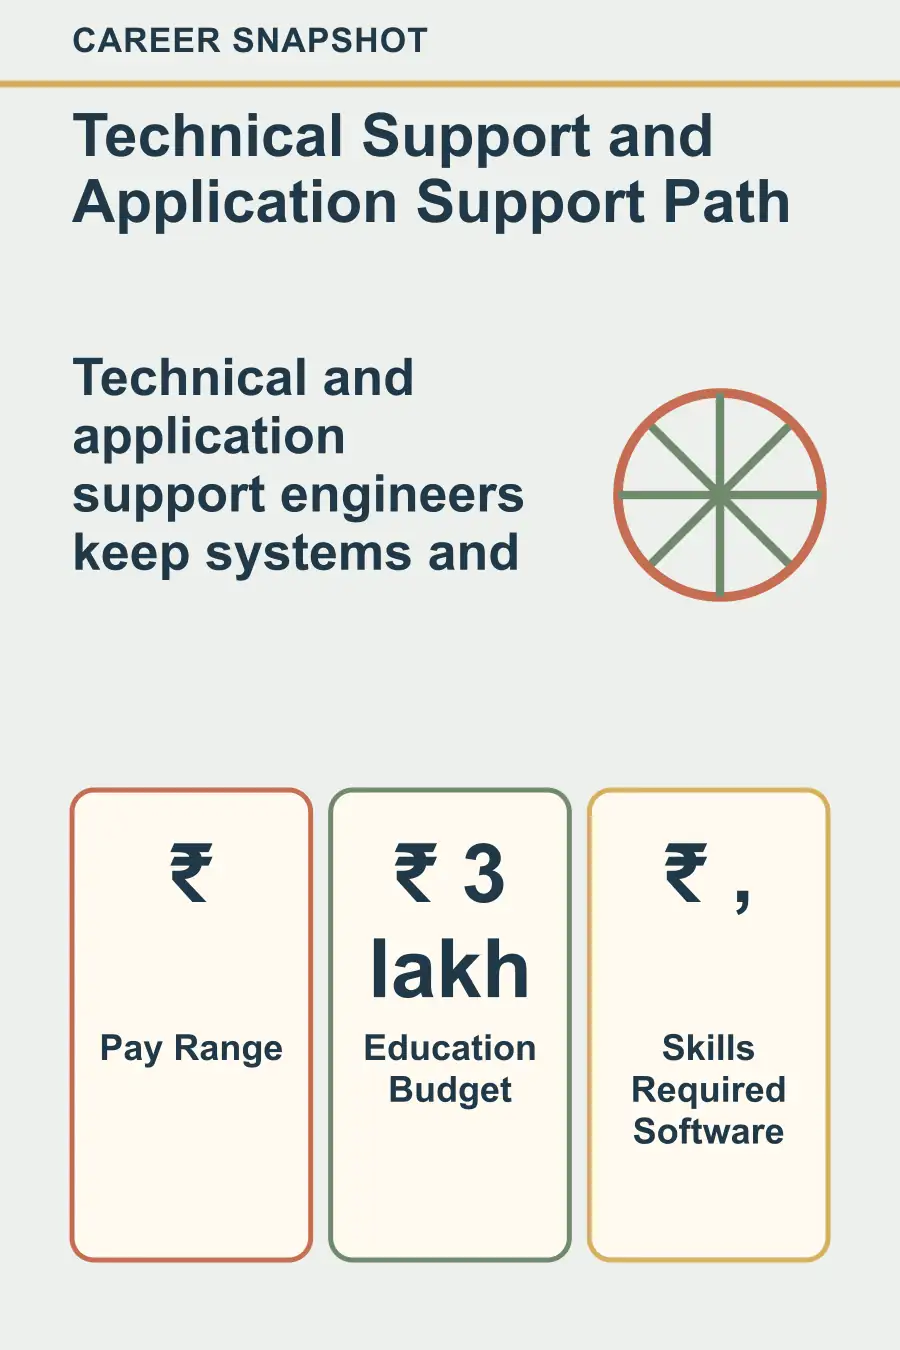 CAREER SNAPSHOT
Technical Support and
Application Support Path
Technical and
application
support engineers
keep systems and
₹
Pay Range
₹ 3
lakh
Education
Budget
₹ ,
Skills
Required
Software